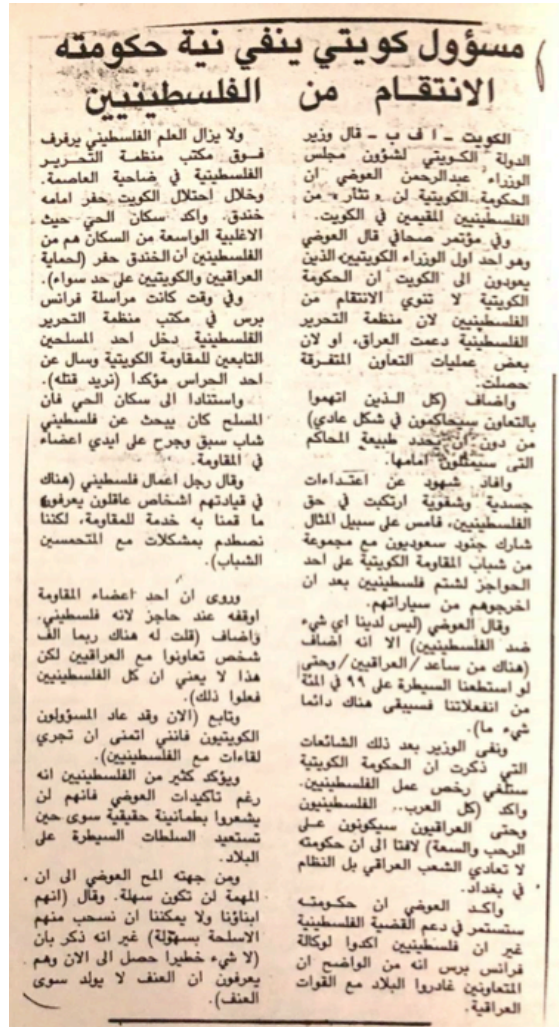 مسؤول كويتي ينفي نية حكومته
الانتقام من الفلسطينيين
الكويت - ا ف ب - قال وزير
الدولة الكويتي لشؤون مجلس
الوزراء عبدالرحمن العوضي ان
الحكومة الكويتية لن «تثأر» من
الفلسطينيين المقيمين في الكويت.
وفي مؤتمر صحافي قال العوضي
وهو احد اول الوزراء الكويتيين الذين
يعودون الى الكويت ان الحكومة
الكويتية لا تنوي الانتقام من
الفلسطينيين لان منظمة التحرير
الفلسطينية دعمت العراق، او لان
بعض عمليات التعاون المتفرقة
حصلت.
واضاف (كل الذين اتهموا
بالتعاون سيحاكمون في شكل عادي)
من دون ان يحدد طبيعة المحاكم
التي سيمثلون امامها.
وافاد شهود عن اعتداءات
جسدية وشفوية ارتكبت في حق
الفلسطينيين، فامس على سبيل المثال
شارك جنود سعوديون مع مجموعة
من شباب المقاومة الكويتية على احد
الحواجز لشتم فلسطينيين بعد ان
اخرجوهم من سياراتهم.
وقال العوضي (ليس لدينا اي شيء
ضد الفلسطينيين) الا انه اضاف
(هناك من ساعد/العراقيين/وحتى
لو استطعنا السيطرة على ٩٩ في المئة
من انفعلاتنا فسيبقى هناك دائما
شيء ما).
ونفى الوزير بعد ذلك الشائعات
التي ذكرت ان الحكومة الكويتية
ستلغي رخص عمل الفلسطينيين.
واكد (كل العرب.. الفلسطينيون
وحتى العراقيون سيكونون على
الرحب والسعة) لافتا الى ان حكومته
لا تعادي الشعب العراقي بل النظام
في بغداد.
واكد العوضي ان حكومته
ستستمر في دعم القضية الفلسطينية
غير ان فلسطينيين اكدوا لوكالة
فرانس برس انه من الواضح ان
المتعاونين غادروا البلاد مع القوات
العراقية.
ولا يزال العلم الفلسطيني يرفرف
فوق مكتب منظمة التحرير
الفلسطينية في ضاحية العاصمة.
وخلال إحتلال الكويت حفر امامه
خندق. واكد سكان الحي حيث
الاغلبية الواسعة من السكان هم من
الفلسطينين ان الخندق حفر (لحماية
العراقيين والكويتيين على حد سواء).
وفي وقت كانت مراسلة فرانس
برس في مكتب منظمة التحرير
الفلسطينية دخل احد المسلحين
التابعين للمقاومة الكويتية وسال عن
احد الحراس مؤكدا (نريد قتله).
واستنادا الى سكان الحي فأن
المسلح كان يبحث عن فلسطيني
شاب سبق وجرح على ايدي اعضاء
في المقاومة.
وقال رجل اعمال فلسطيني (هناك
في قيادتهم اشخاص عاقلون يعرفون
ما قمنا به خدمة للمقاومة، لكننا
نصطدم بمشكلات مع المتحمسين
الشباب).
وروى ان احد اعضاء المقاومة
اوقفه عند حاجز لانه فلسطيني.
واضاف (قلت له هناك ربما الف
شخص تعاونوا مع العراقيين لكن
هذا لا يعني ان كل الفلسطينيين
فعلوا ذلك).
وتابع (الان وقد عاد المسؤولون
الكويتيون فانني اتمنى ان تجري
لقاءات مع الفلسطينيين).
ويؤكد كثير من الفلسطينيين انه
رغم تاكيدات العوضي فانهم لن
يشعروا بطمانينة حقيقية سوى حين
تستعيد السلطات السيطرة على
البلاد.
ومن جهته المح العوضي الى ان
المهمة لن تكون سهلة. وقال (انهم
ابناؤنا ولا يمكننا ان نسحب منهم
الاسلحة بسهولة) غير انه ذكر بان
(لا شيء خطيرا حصل الى الان وهم
يعرفون ان العنف لا يولد سوى
العنف).